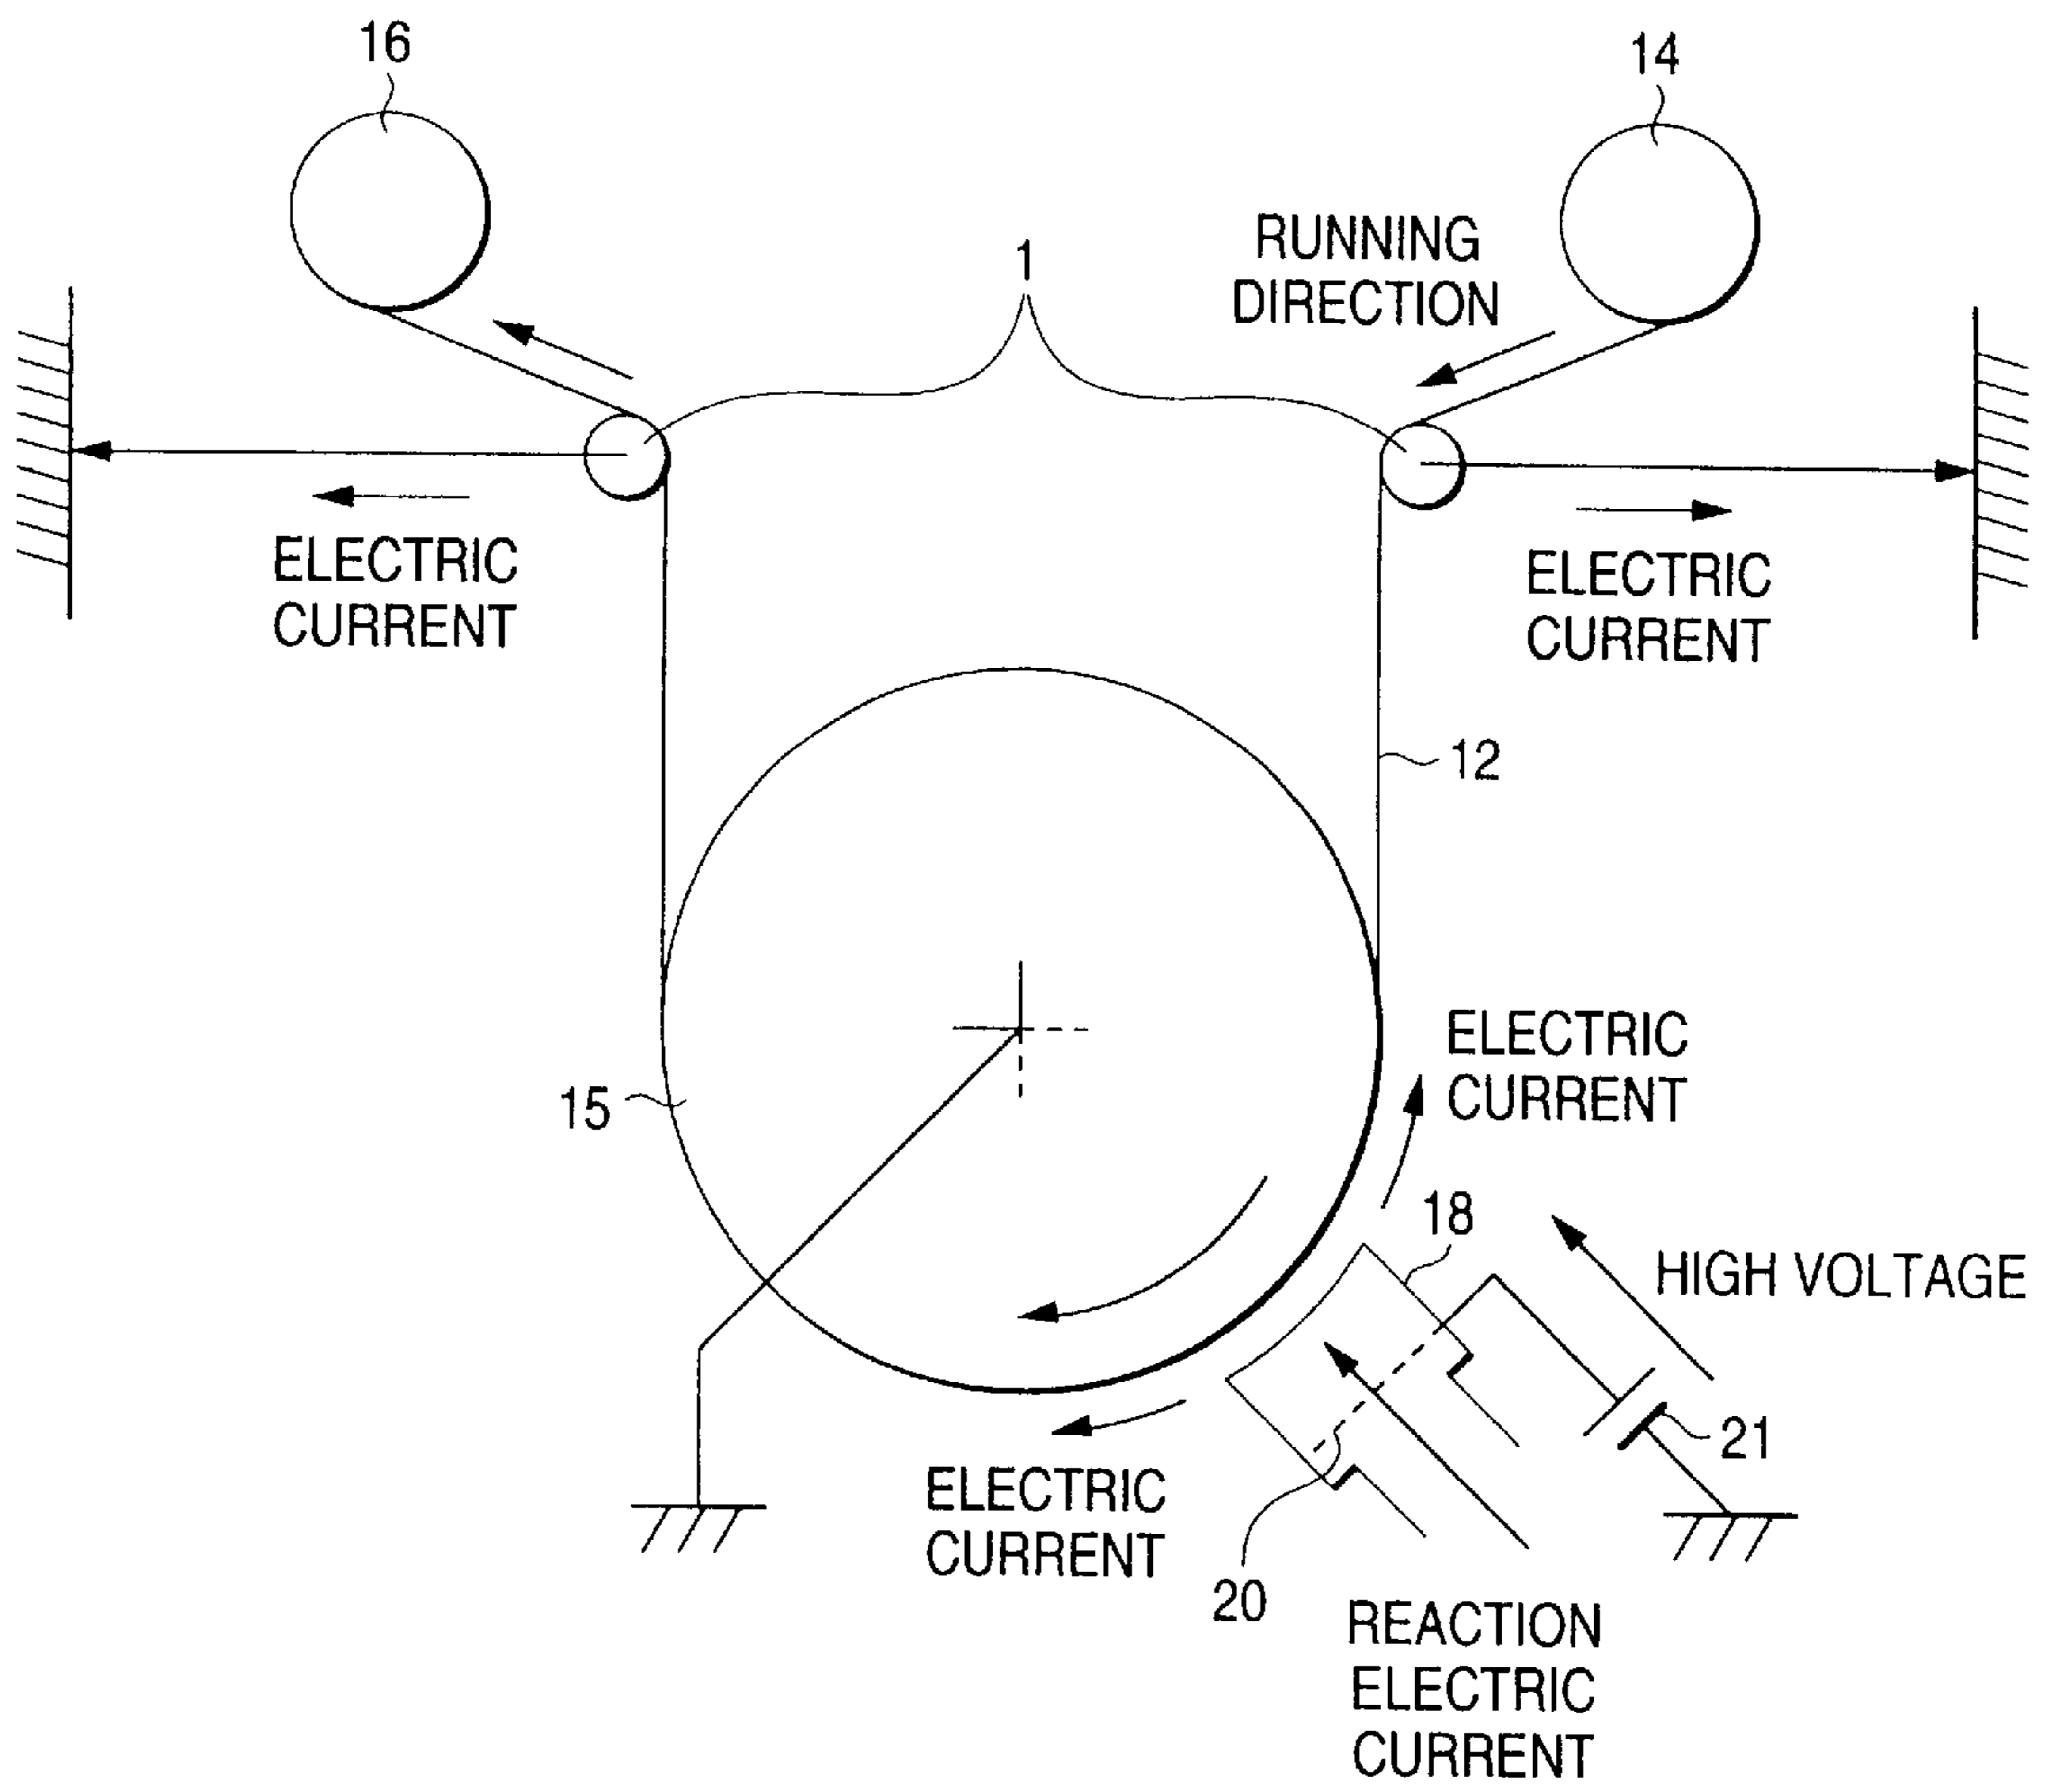 16
14
1
RUNNING
DIRECTION
ELECTRIC
CURRENT
ELECTRIC
CURRENT
12
15
ELECTRIC
CURRENT
18
HIGH VOLTAGE
21
ELECTRIC
CURRENT
20
REACTION
ELECTRIC
CURRENT